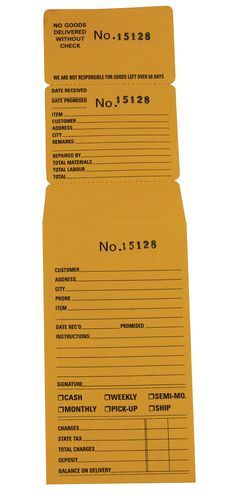 NO GOODS
DELIVERED
WITHOUT
CHECK
No.15128
WE ARE NOT RESPONSIBLE FOR GOODS LEFT OVER 60 DAYS
DATE RECEIVED
DATE PROMISED
No.15128
ITEM
CUSTOMER
ADDRESS
CITY
REMARKS:
REPAIRED BY
TOTAL MATERIALS
TOTAL LABOUR
TOTAL
No.15128
CUSTOMER
ADDRESS
CITY
PHONE
ITEM
DATE REC'D. PROMISED
INSTRUCTIONS:
SIGNATURE
☐CASH ☐WEEKLY ☐SEMI-MO.
☐MONTHLY ☐PICK-UP ☐SHIP
CHARGES
STATE TAX
TOTAL CHARGES
DEPOSIT
BALANCE ON DELIVERY